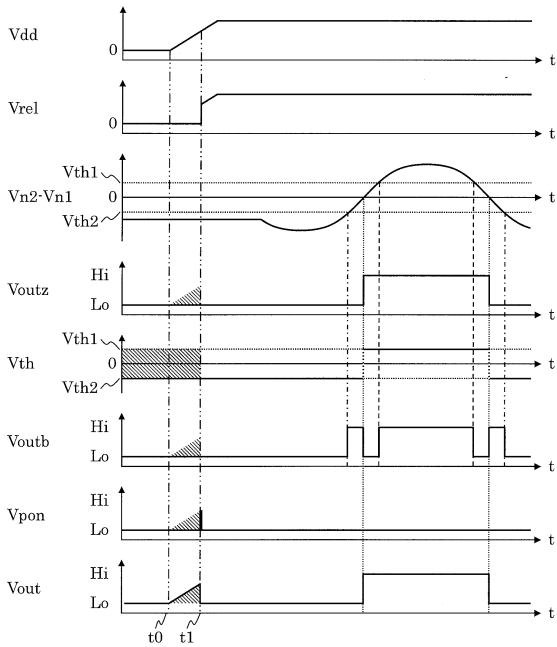 Vdd
0
t
Vrel
0
t
Vth1
Vn2-Vn1
0
t
Vth2
Voutz
Hi
Lo
t
Vth1
Vth
0
t
Vth2
Voutb
Hi
Lo
t
Vpon
Hi
Lo
t
Vout
Hi
Lo
t
t0
t1